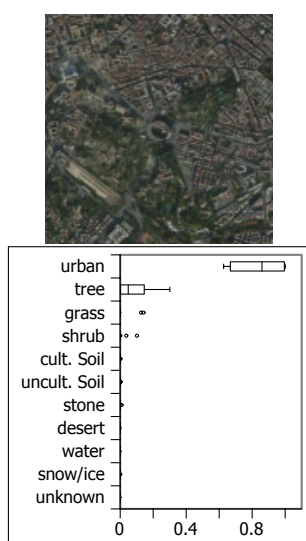 urban
tree
grass
shrub
cult. Soil
uncult. Soil
stone
desert
water
snow/ice
unknown
0 0.4 0.8